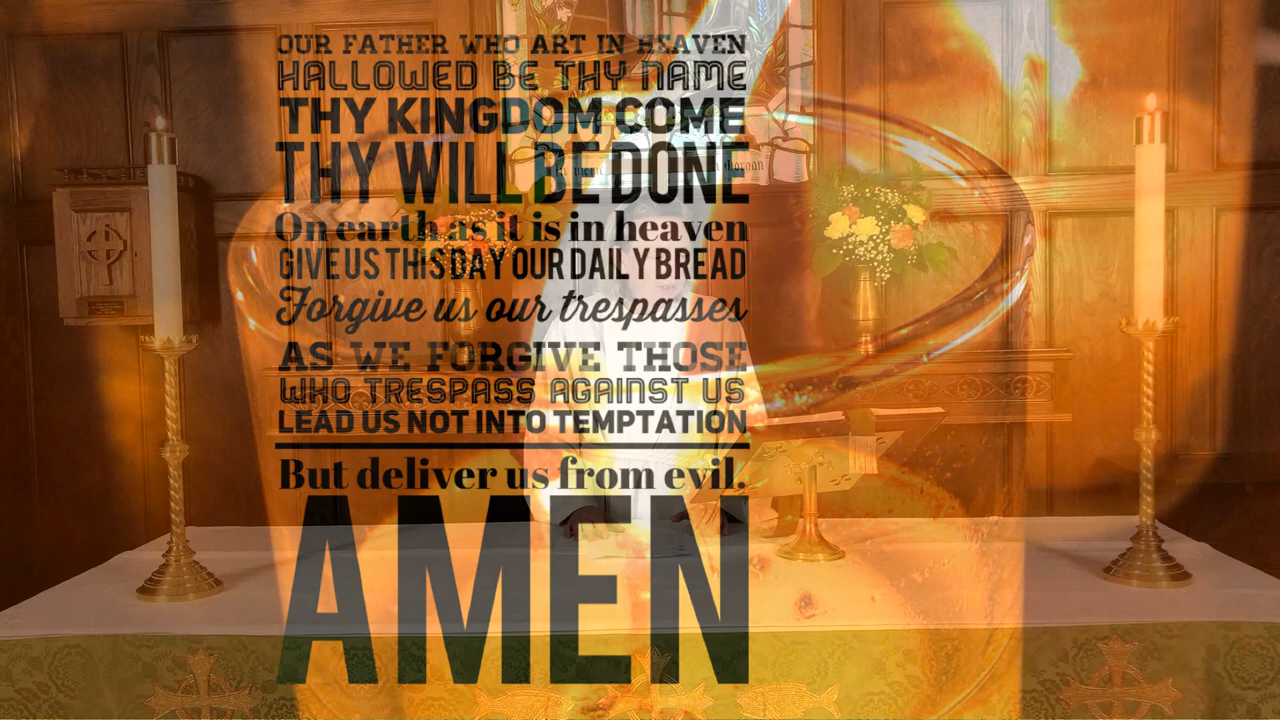 OUR FATHER WHO ART IN HEAVEN
HALLOWED BE THY NAME
THY KINGDOM COME
THY WILL BE DONE
On earth as it is in heaven
GIVE US THIS DAY OUR DAILY BREAD
Forgive us our trespasses
AS WE FORGIVE THOSE
WHO TRESPASS AGAINST US
LEAD US NOT INTO TEMPTATION
But deliver us from evil.
AMEN